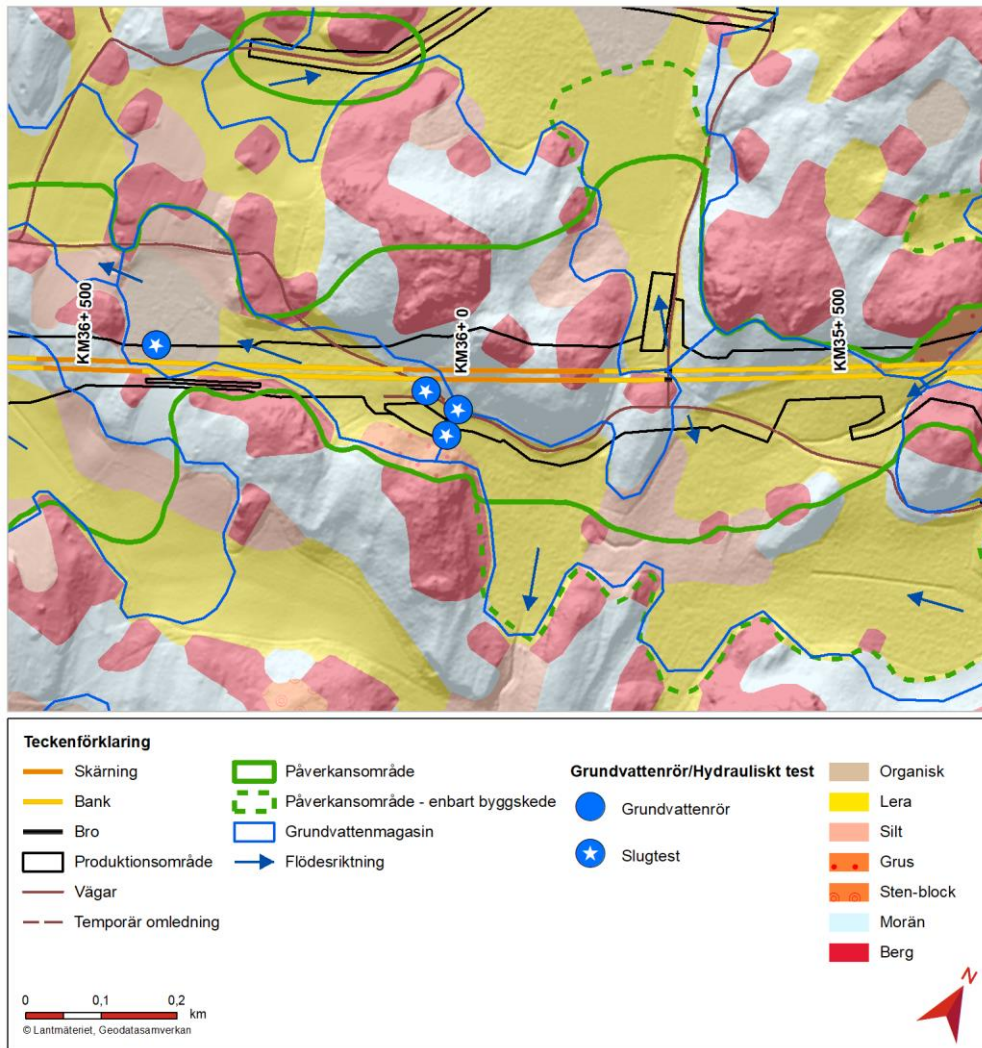 KM36+ 500
KM36+ 0
KM35+ 500
Teckenförklaring
Skärning
Bank
Bro
Produktionsområde
Vägar
Temporär omledning
Påverkansområde
Påverkansområde - enbart byggskede
Grundvattenmagasin
Flödesriktning
Grundvattenrör/Hydrauliskt test
Grundvattenrör
Slugtest
Organisk
Lera
Silt
Grus
Sten-block
Morän
Berg
0 0,1 0,2
km
© Lantmäteriet, Geodatasamverkan
N